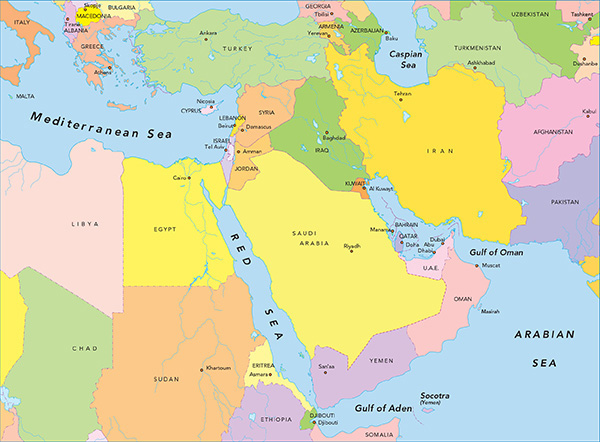 Skopje
BULGARIA
GEORGIA
Tbilisi
UZBEKISTAN
Tashkent
ITALY
MACEDONIA
Tirane
ALBANIA
ARMENIA
Yerevan
AZERBAIJAN
Baku
GREECE
Athens
Ankara
TURKEY
Caspian
Sea
TURKMENISTAN
Ashkhabad
Dushanbe
MALTA
Nicosia
CYPRUS
SYRIA
Tehran
Mediterranean Sea
LEBANON
Beirut
Damascus
Baghdad
IRAQ
IRAN
Kabul
AFGHANISTAN
ISRAEL
Tel Aviv
Amman
JORDAN
Cairo
KUWAIT
Al Kuwayt
PAKISTAN
LIBYA
EGYPT
RED SEA
SAUDI
ARABIA
Riyadh
BAHRAIN
Manama
QATAR
Doha
Dubai
Abu
Dhabi
U.A.E.
Gulf of Oman
Muscat
OMAN
Masirah
ARABIAN
SEA
CHAD
SUDAN
Khartoum
ERITREA
Asmara
San'aa
YEMEN
Socotra
(Yemen)
Gulf of Aden
ETHIOPIA
DJIBOUTI
Djibouti
SOMALIA